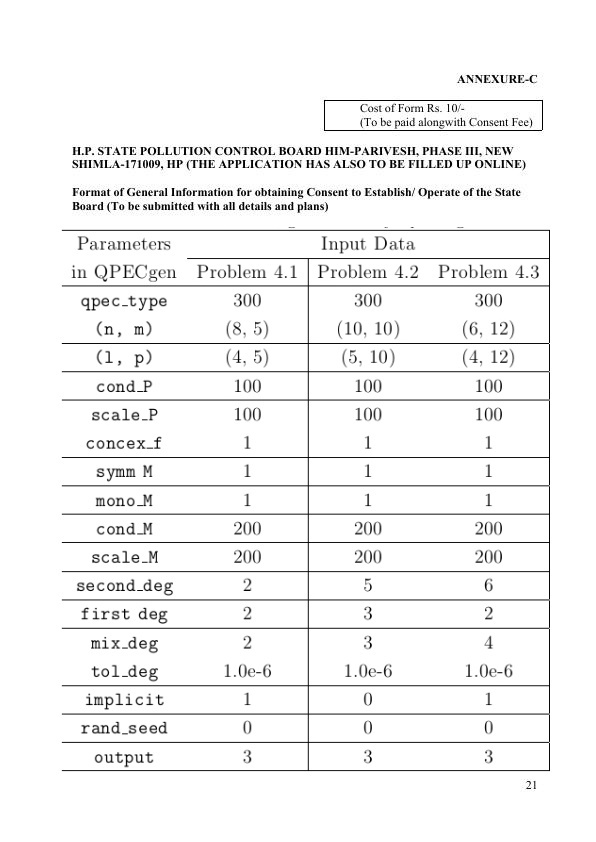 ANNEXURE-C
Cost of Form Rs. 10/-
(To be paid alongwith Consent Fee)
H.P. STATE POLLUTION CONTROL BOARD HIM-PARIVESH, PHASE III, NEW
SHIMLA-171009, HP (THE APPLICATION HAS ALSO TO BE FILLED UP ONLINE)
Format of General Information for obtaining Consent to Establish/ Operate of the State
Board (To be submitted with all details and plans)
Parameters Input Data
in QPECgen Problem 4.1 Problem 4.2 Problem 4.3
qpec_type 300 300 300
(n, m) (8, 5) (10, 10) (6, 12)
(l, p) (4, 5) (5, 10) (4, 12)
cond_P 100 100 100
scale_P 100 100 100
concex_f 1 1 1
symm M 1 1 1
mono_M 1 1 1
cond_M 200 200 200
scale_M 200 200 200
second_deg 2 5 6
first deg 2 3 2
mix_deg 2 3 4
tol_deg 1.0e-6 1.0e-6 1.0e-6
implicit 1 0 1
rand_seed 0 0 0
output 3 3 3
21